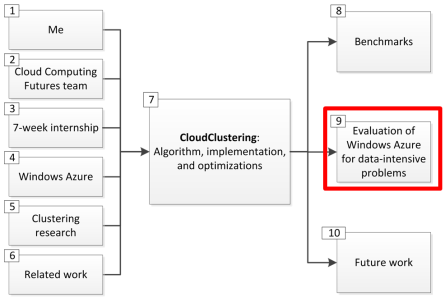 1
Me
2
Cloud Computing
Futures team
3
7-week internship
4
Windows Azure
5
Clustering
research
6
Related work
7
CloudClustering:
Algorithm, implementation,
and optimizations
8
Benchmarks
9
Evaluation of
Windows Azure
for data-intensive
problems
10
Future work